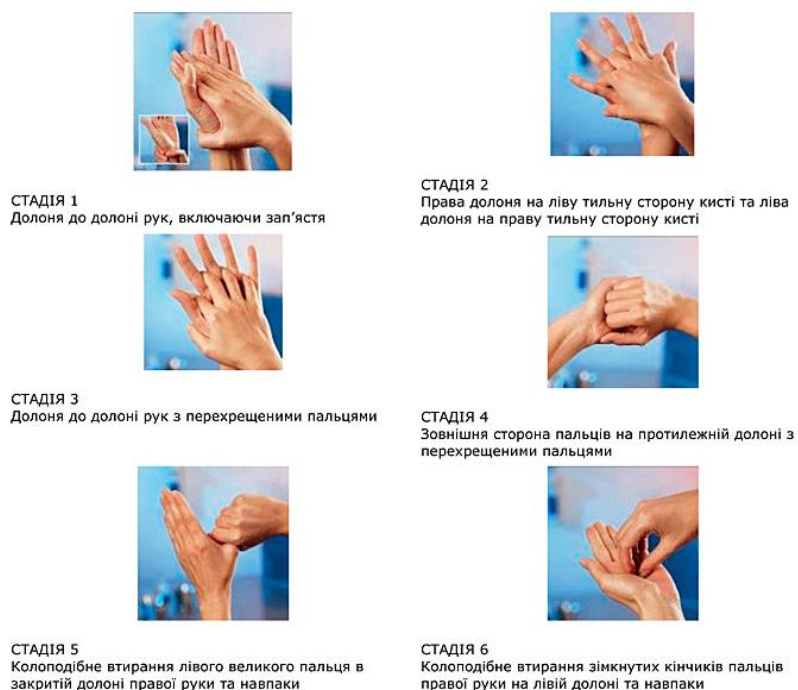 СТАДІЯ 1
Долоня до долоні рук, включаючи зап’ястя
СТАДІЯ 2
Права долоня на ліву тильну сторону кисті та ліва
долоня на праву тильну сторону кисті
СТАДІЯ 3
Долоня до долоні рук з перехрещеними пальцями
СТАДІЯ 4
Зовнішня сторона пальців на протилежній долоні з
перехрещеними пальцями
СТАДІЯ 5
Колоподібне втирання лівого великого пальця в
закритій долоні правої руки та навпаки
СТАДІЯ 6
Колоподібне втирання зімкнутих кінчиків пальців
правої руки на лівій долоні та навпаки